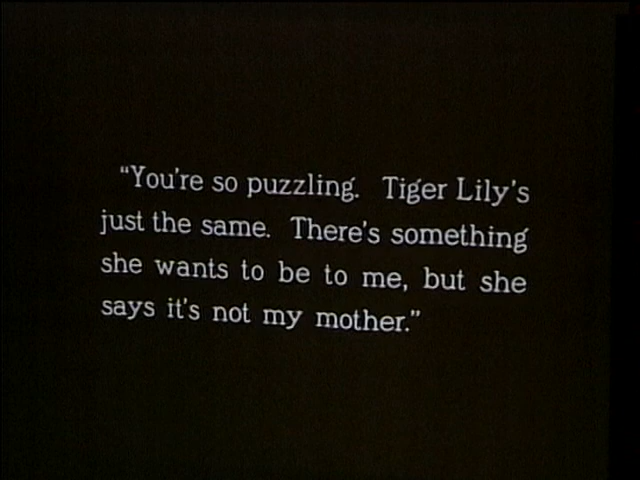 “You're so puzzling. Tiger Lily's
just the same. There's something
she wants to be to me, but she
says it's not my mother.”